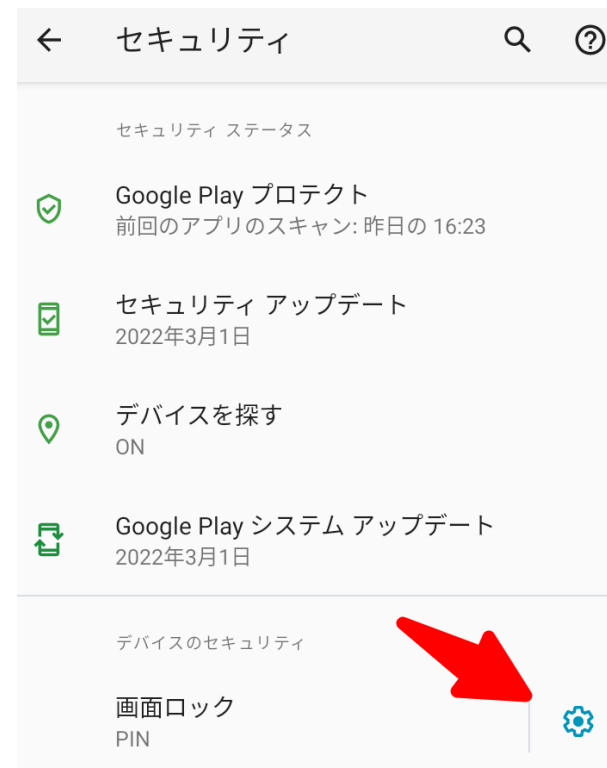 セキュリティ
セキュリティ ステータス
Google Play プロテクト
前回のアプリのスキャン: 昨日の 16:23
セキュリティ アップデート
2022年3月1日
デバイスを探す
ON
Google Play システム アップデート
2022年3月1日
デバイスのセキュリティ
画面ロック
PIN